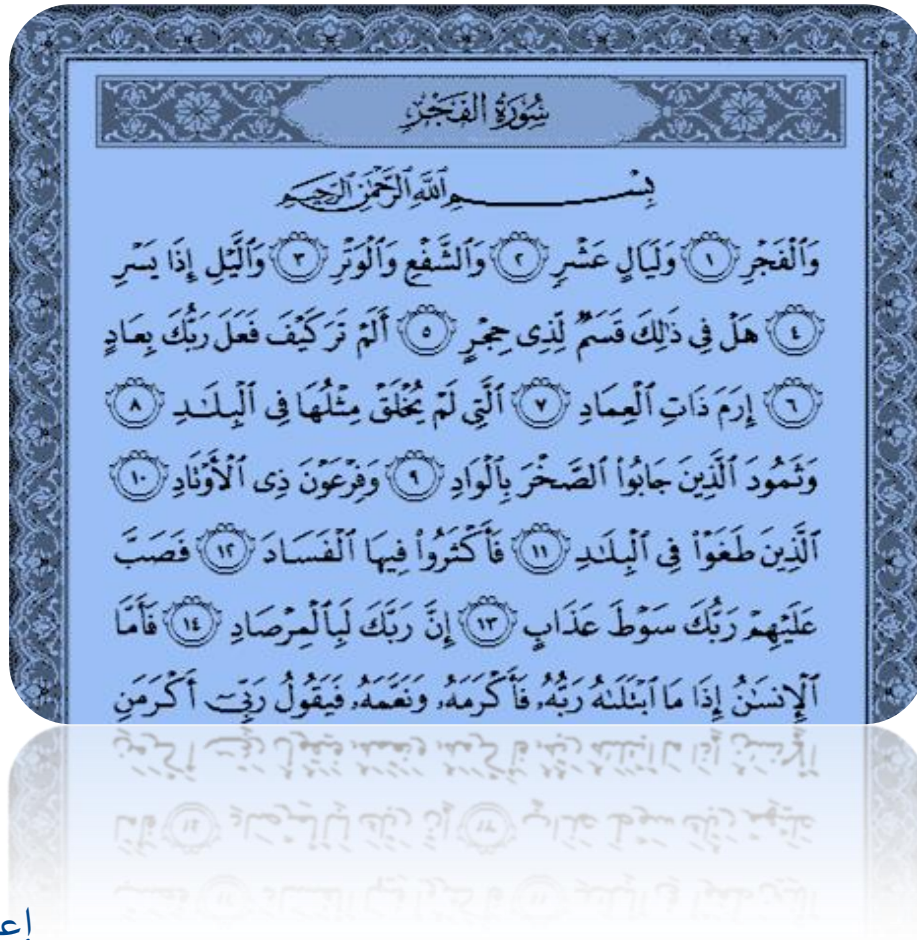 سُورَةُ الفَجْرِ
بِسْمِ ٱللَّهِ ٱلرَّحْمَٰنِ ٱلرَّحِيمِ
وَٱلْفَجْرِ ١ وَلَيَالٍ عَشْرٍ ٢ وَٱلشَّفْعِ وَٱلْوَتْرِ ٣ وَٱلَّيْلِ إِذَا يَسْرِ
٤ هَلْ فِى ذَٰلِكَ قَسَمٌ لِّذِى حِجْرٍ ٥ أَلَمْ تَرَ كَيْفَ فَعَلَ رَبُّكَ بِعَادٍ
٦ إِرَمَ ذَاتِ ٱلْعِمَادِ ٧ ٱلَّتِى لَمْ يُخْلَقْ مِثْلُهَا فِى ٱلْبِلَـٰدِ ٨
وَثَمُودَ ٱلَّذِينَ جَابُوا۟ ٱلصَّخْرَ بِٱلْوَادِ ٩ وَفِرْعَوْنَ ذِى ٱلْأَوْتَادِ ١٠
ٱلَّذِينَ طَغَوْا۟ فِى ٱلْبِلَـٰدِ ١١ فَأَكْثَرُوا۟ فِيهَا ٱلْفَسَادَ ١٢ فَصَبَّ
عَلَيْهِمْ رَبُّكَ سَوْطَ عَذَابٍ ١٣ إِنَّ رَبَّكَ لَبِٱلْمِرْصَادِ ١٤ فَأَمَّا
ٱلْإِنسَـٰنُ إِذَا مَا ٱبْتَلَىٰهُ رَبُّهُۥ فَأَكْرَمَهُۥ وَنَعَّمَهُۥ فَيَقُولُ رَبِّىٓ أَكْرَمَنِ